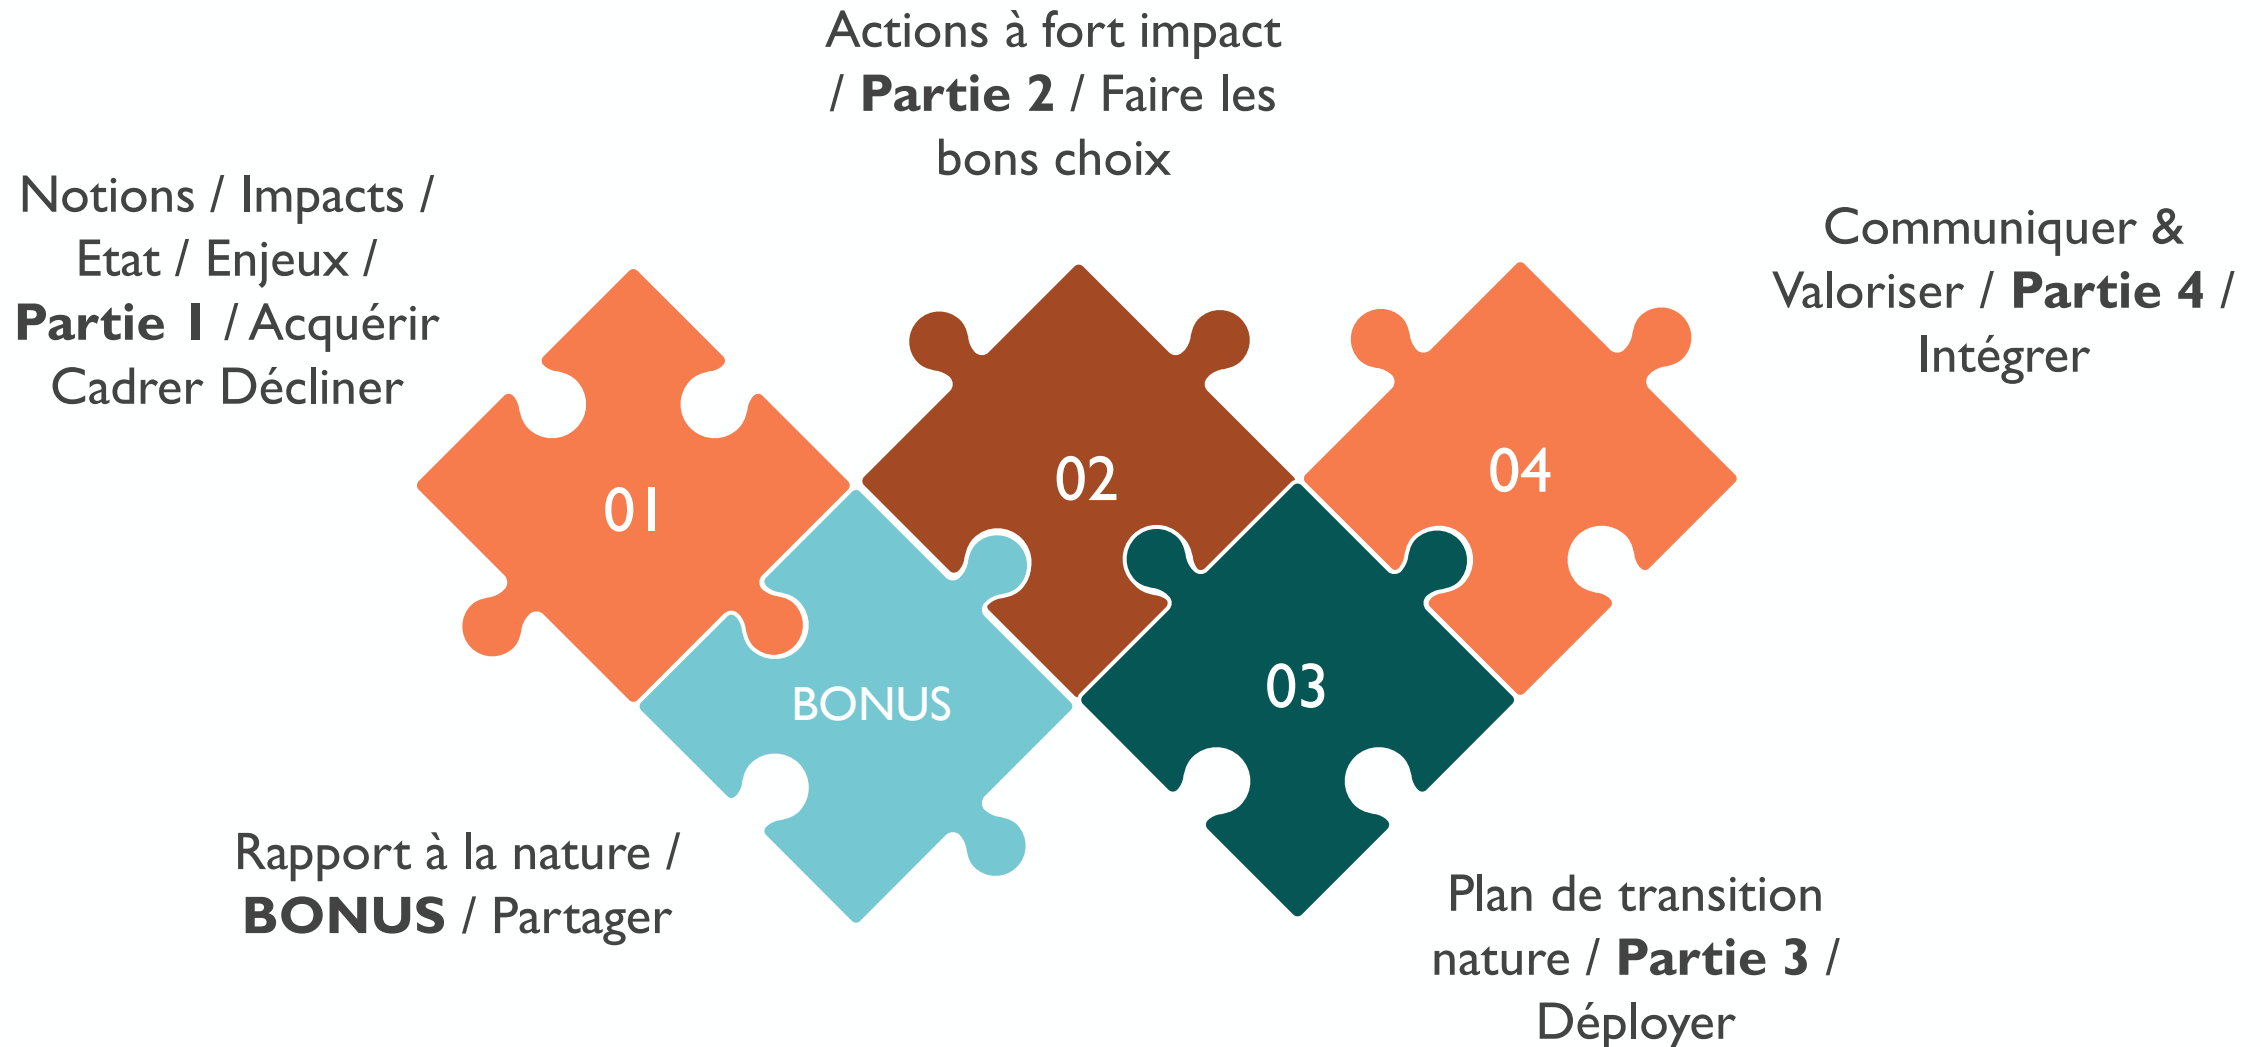 Actions à fort impact
/ Partie 2 / Faire les
bons choix
Notions / Impacts /
Etat / Enjeux /
Partie 1 / Acquérir
Cadrer Décliner
Communiquer &
Valoriser / Partie 4 /
Intégrer
01
02
04
BONUS
03
Rapport à la nature /
BONUS / Partager
Plan de transition
nature / Partie 3 /
Déployer